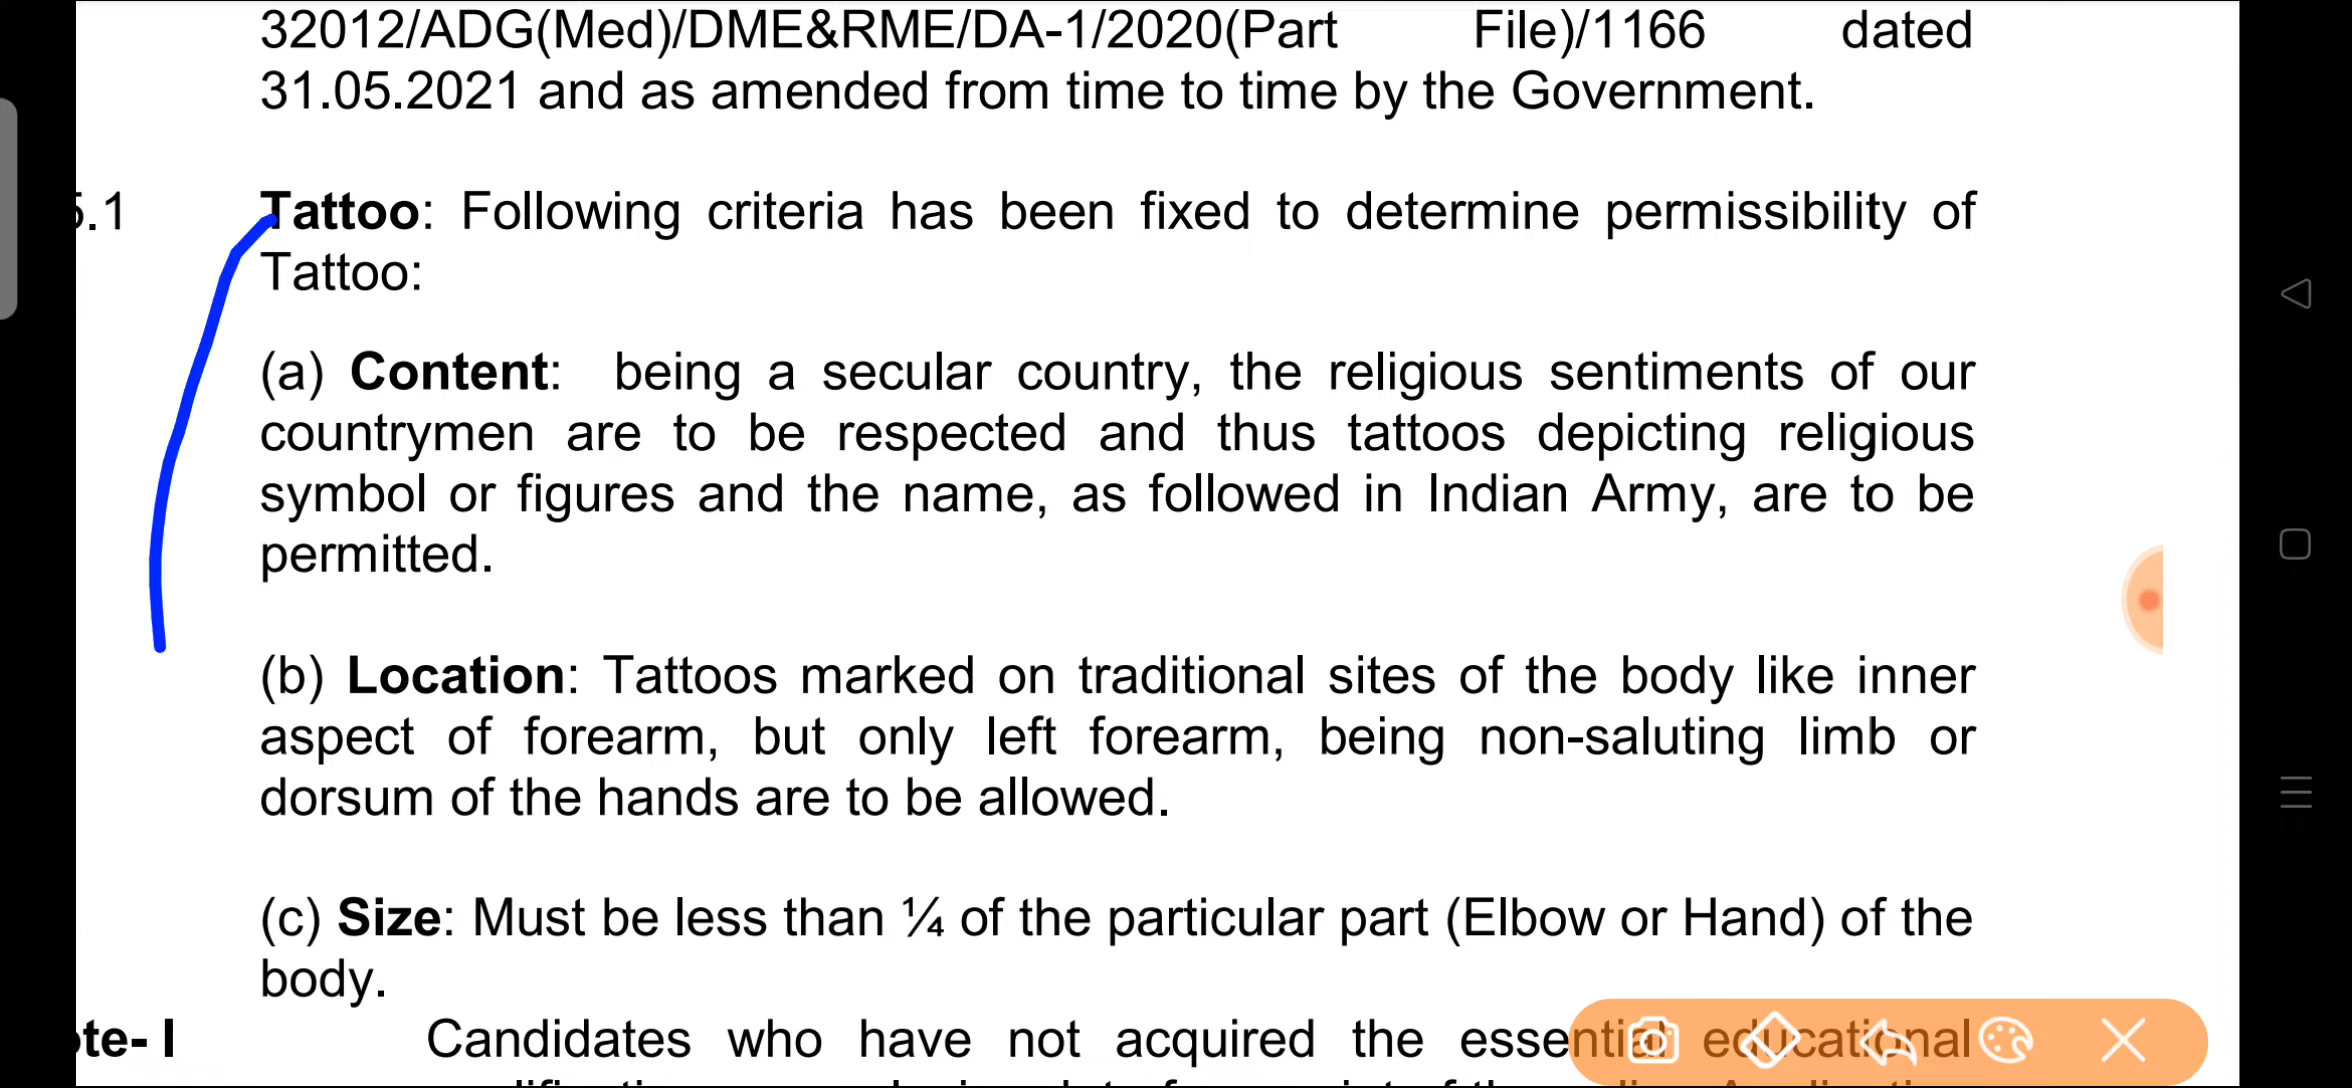 32012/ADG(Med)/DME&RME/DA-1/2020(Part File)/1166 dated
31.05.2021 and as amended from time to time by the Government.
.1 Tattoo: Following criteria has been fixed to determine permissibility of
Tattoo:
(a) Content: being a secular country, the religious sentiments of our
countrymen are to be respected and thus tattoos depicting religious
symbol or figures and the name, as followed in Indian Army, are to be
permitted.
(b) Location: Tattoos marked on traditional sites of the body like inner
aspect of forearm, but only left forearm, being non-saluting limb or
dorsum of the hands are to be allowed.
(c) Size: Must be less than ¼ of the particular part (Elbow or Hand) of the
body.
te- I Candidates who have not acquired the essential educational